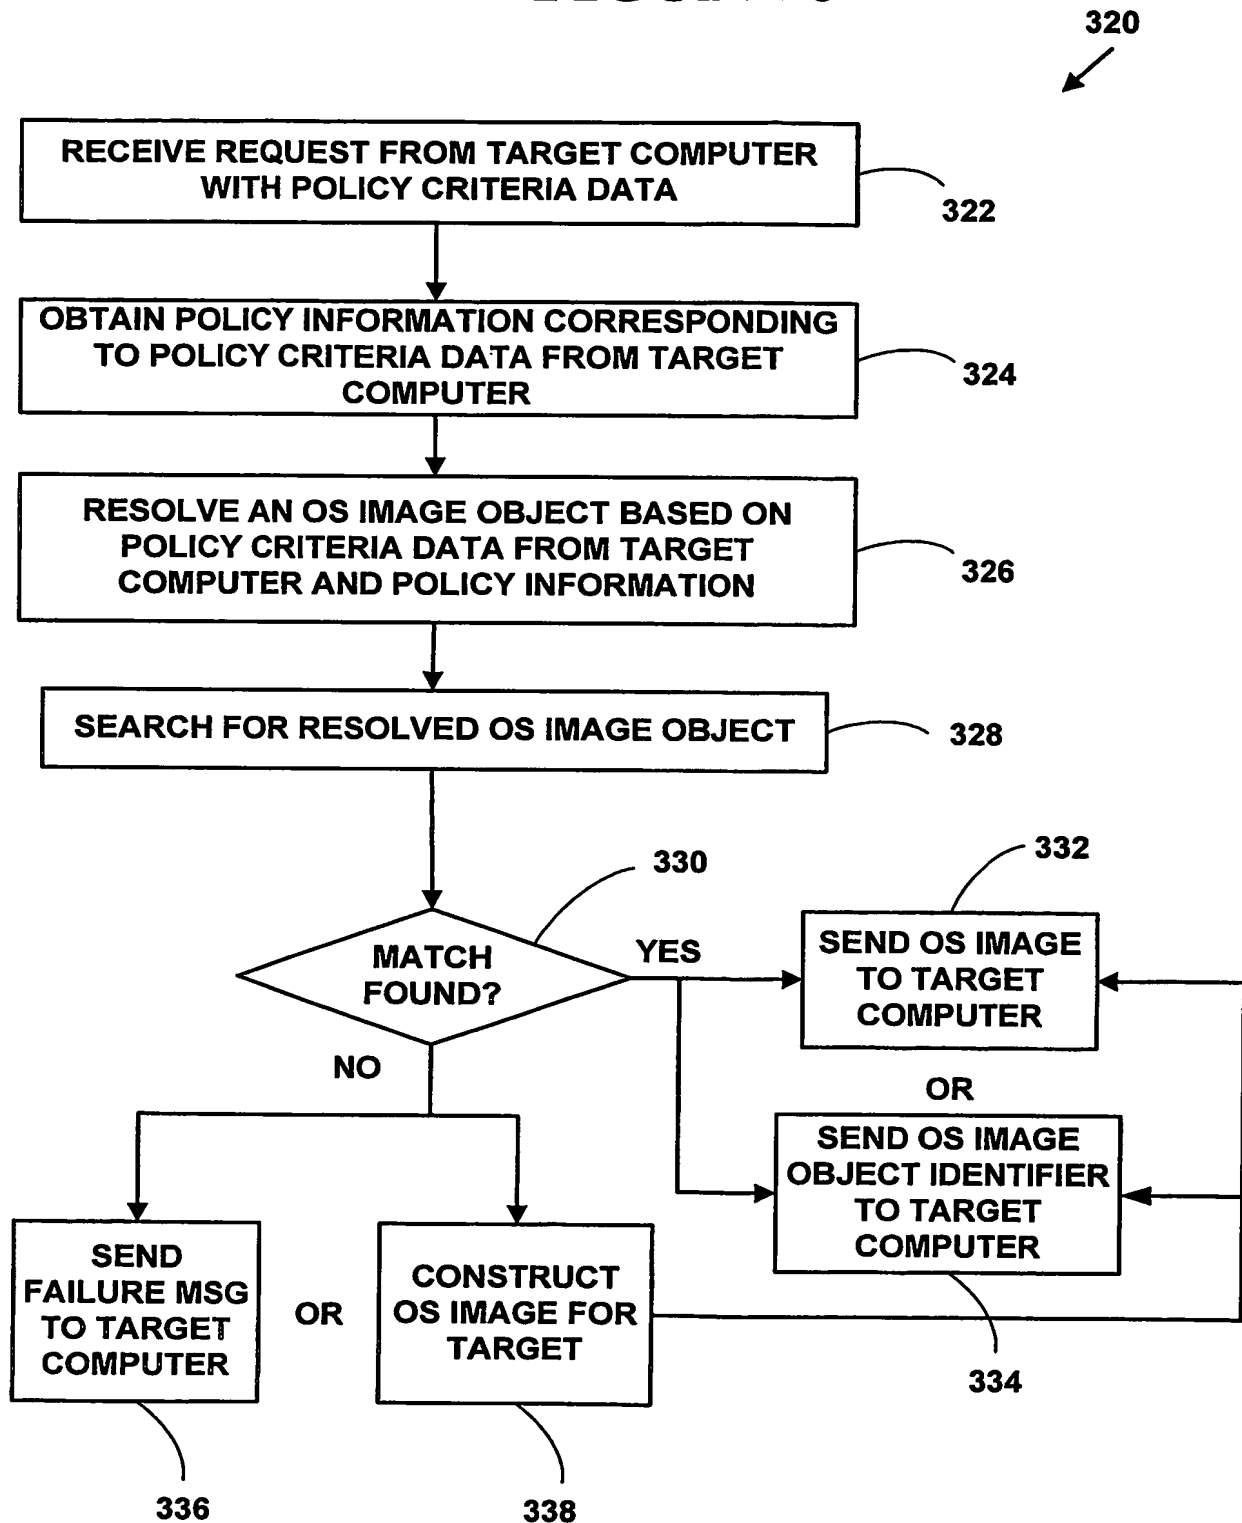 320
RECEIVE REQUEST FROM TARGET COMPUTER
WITH POLICY CRITERIA DATA
322
OBTAIN POLICY INFORMATION CORRESPONDING
TO POLICY CRITERIA DATA FROM TARGET
COMPUTER
324
RESOLVE AN OS IMAGE OBJECT BASED ON
POLICY CRITERIA DATA FROM TARGET
COMPUTER AND POLICY INFORMATION
326
SEARCH FOR RESOLVED OS IMAGE OBJECT
328
330
332
MATCH
FOUND?
YES
SEND OS IMAGE
TO TARGET
COMPUTER
NO
OR
SEND OS IMAGE
OBJECT IDENTIFIER
TO TARGET
COMPUTER
334
SEND
FAILURE MSG
TO TARGET
COMPUTER
OR
CONSTRUCT
OS IMAGE FOR
TARGET
336
338